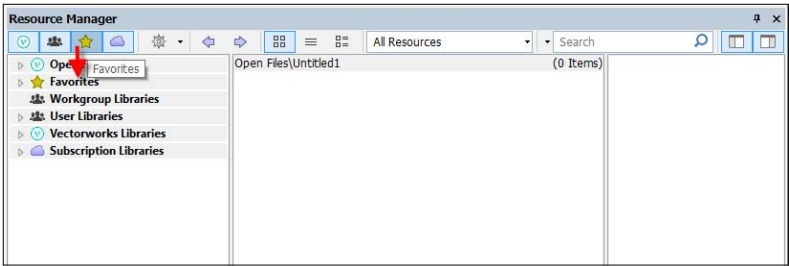 Resource Manager
All Resources
Search
Ope
Favorites
Open Files\Untitled1
(0 Items)
Favorites
Workgroup Libraries
User Libraries
Vectorworks Libraries
Subscription Libraries